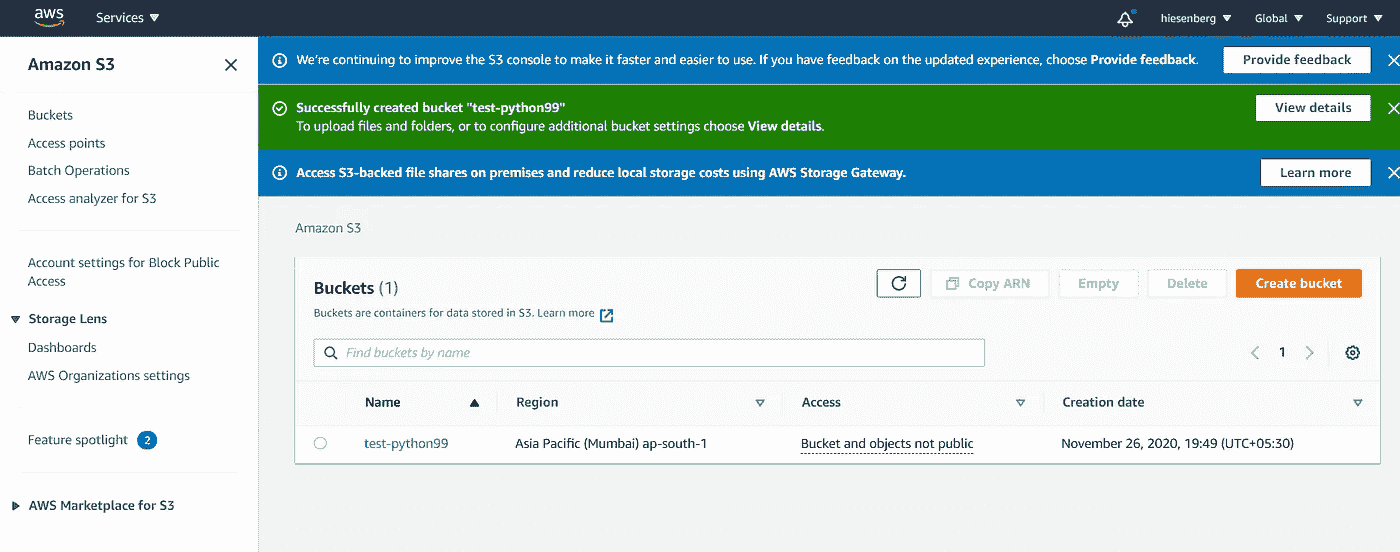 aws Services hiesenberg Global Support
Amazon S3
Buckets
Access points
Batch Operations
Access analyzer for S3
Account settings for Block Public
Access
Storage Lens
Dashboards
AWS Organizations settings
Feature spotlight 2
AWS Marketplace for S3
We're continuing to improve the S3 console to make it faster and easier to use. If you have feedback on the updated experience, choose Provide feedback. Provide feedback
Successfully created bucket "test-python99" View details
To upload files and folders, or to configure additional bucket settings choose View details.
Access S3-backed file shares on premises and reduce local storage costs using AWS Storage Gateway. Learn more
Amazon S3
Buckets (1) Copy ARN Empty Delete Create bucket
Buckets are containers for data stored in S3. Learn more
Find buckets by name 1
Name Region Access Creation date
test-python99 Asia Pacific (Mumbai) ap-south-1 Bucket and objects not public November 26, 2020, 19:49 (UTC+05:30)